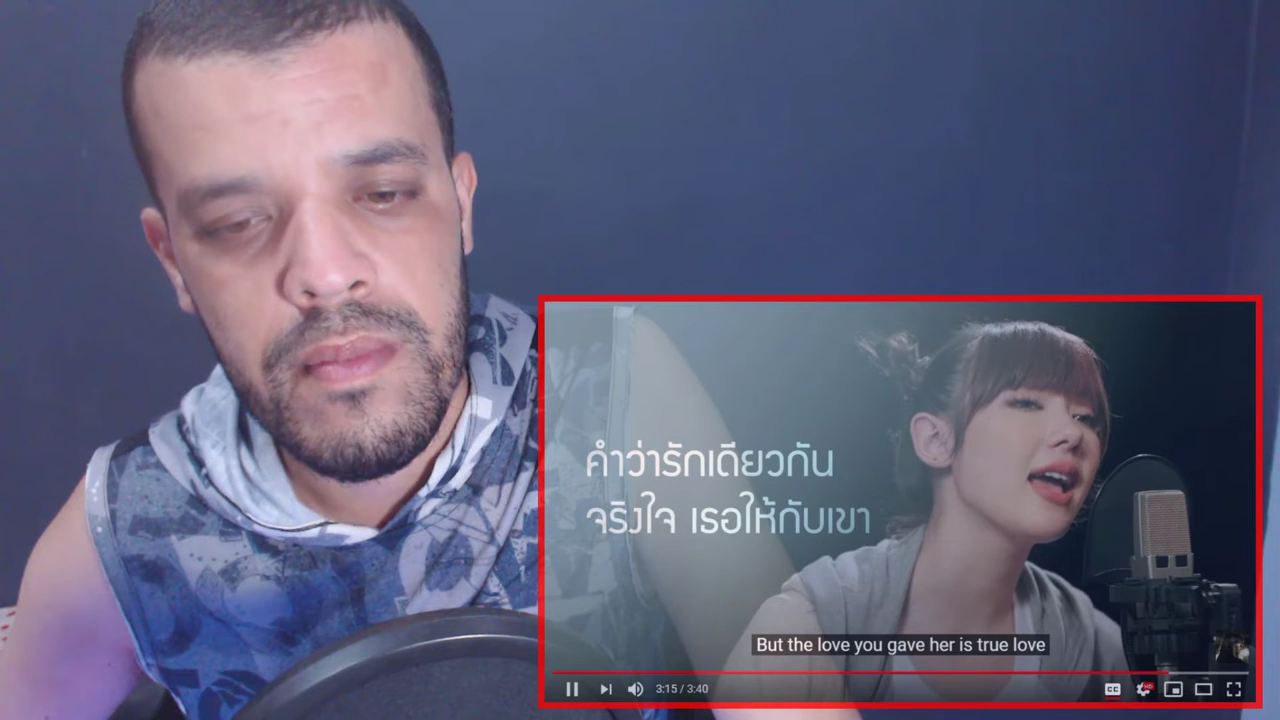 คำว่ารักเดียวกัน
จริงใจ เธอให้กับเขา
But the love you gave her is true love
3:15 / 3:40
CC
HD